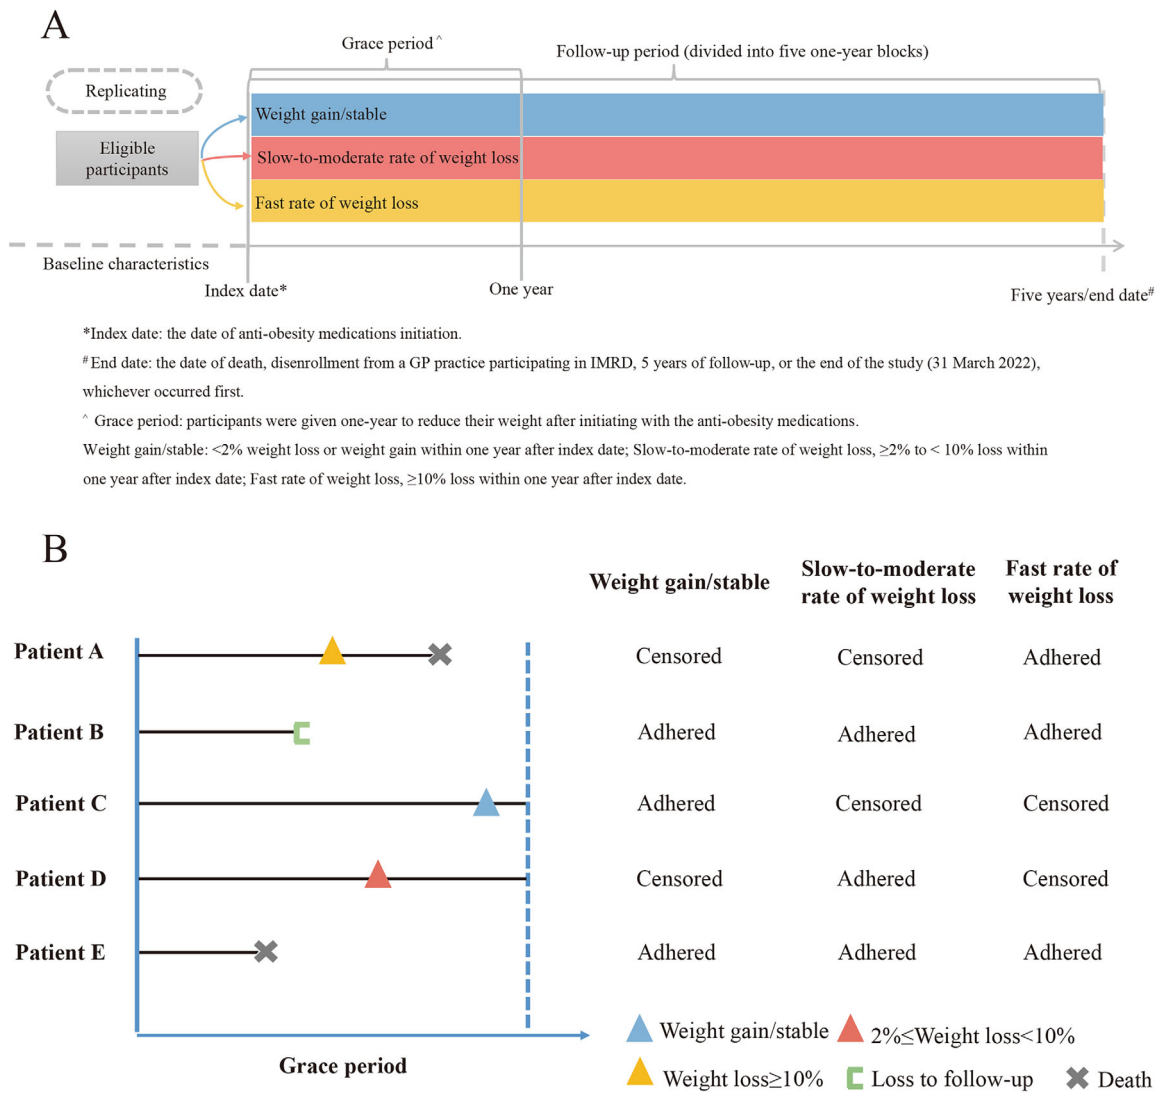 A
Grace period^
Follow-up period (divided into five one-year blocks)
Replicating
Eligible
participants
Weight gain/stable
Slow-to-moderate rate of weight loss
Fast rate of weight loss
Baseline characteristics
Index date*
One year
Five years/end date#
*Index date: the date of anti-obesity medications initiation.
# End date: the date of death, disenrollment from a GP practice participating in IMRD, 5 years of follow-up, or the end of the study (31 March 2022),
whichever occurred first.
^ Grace period: participants were given one-year to reduce their weight after initiating with the anti-obesity medications.
Weight gain/stable: <2% weight loss or weight gain within one year after index date; Slow-to-moderate rate of weight loss, ≥2% to < 10% loss within
one year after index date; Fast rate of weight loss, ≥10% loss within one year after index date.
B
Weight gain/stable
Slow-to-moderate
rate of weight loss
Fast rate of
weight loss
Patient A
Censored
Censored
Adhered
Patient B
Adhered
Adhered
Adhered
Patient C
Adhered
Censored
Censored
Patient D
Censored
Adhered
Censored
Patient E
Adhered
Adhered
Adhered
Grace period
Weight gain/stable
2%≤Weight loss<10%
Weight loss≥10%
Loss to follow-up
Death